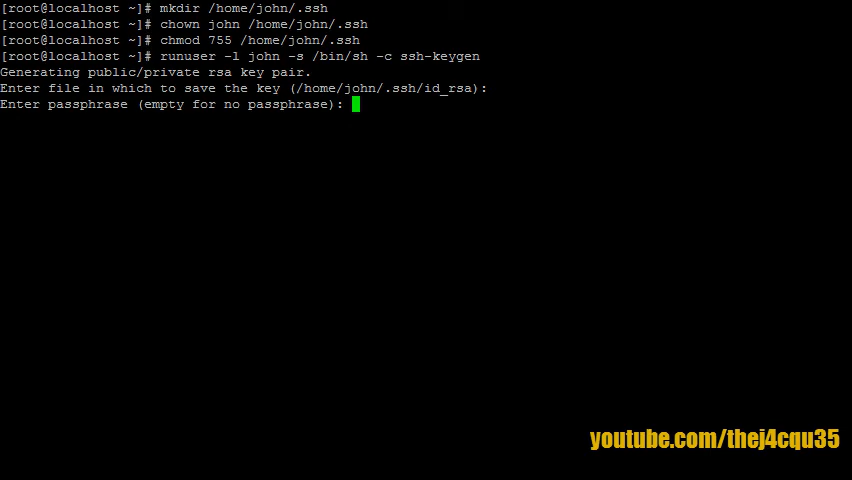 [root@localhost ~]# mkdir /home/john/.ssh
[root@localhost ~]# chown john /home/john/.ssh
[root@localhost ~]# chmod 755 /home/john/.ssh
[root@localhost ~]# runuser -l john -s /bin/sh -c ssh-keygen
Generating public/private rsa key pair.
Enter file in which to save the key (/home/john/.ssh/id_rsa):
Enter passphrase (empty for no passphrase):
youtube.com/thej4cqu35